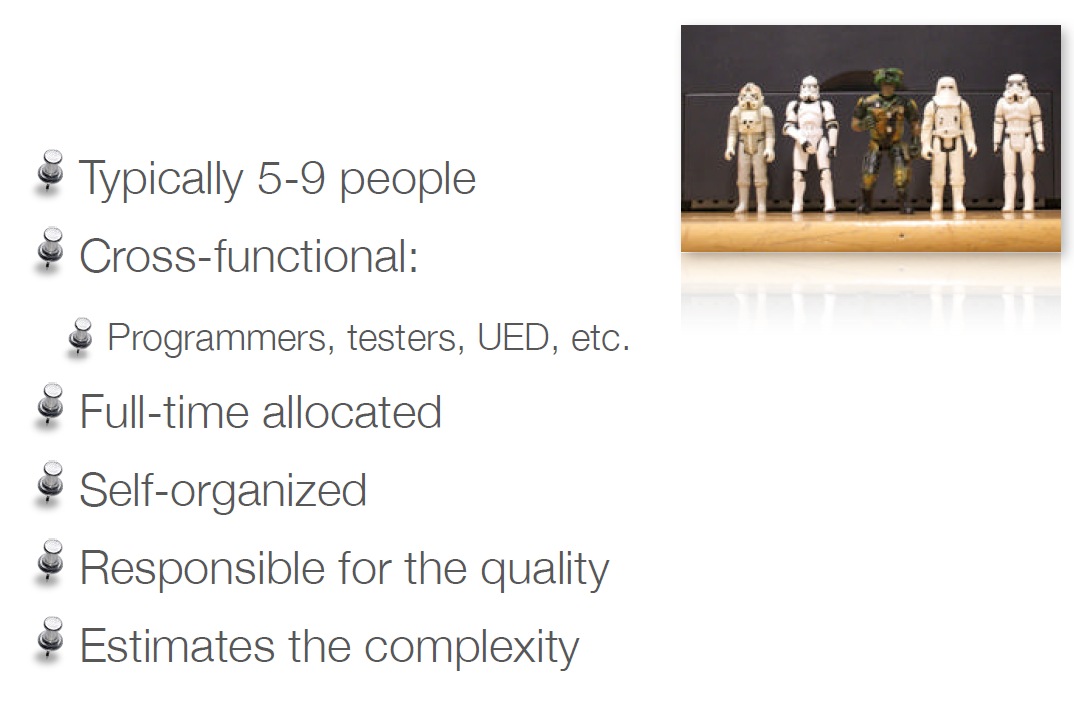 Typically 5-9 people
Cross-functional:
Programmers, testers, UED, etc.
Full-time allocated
Self-organized
Responsible for the quality
Estimates the complexity